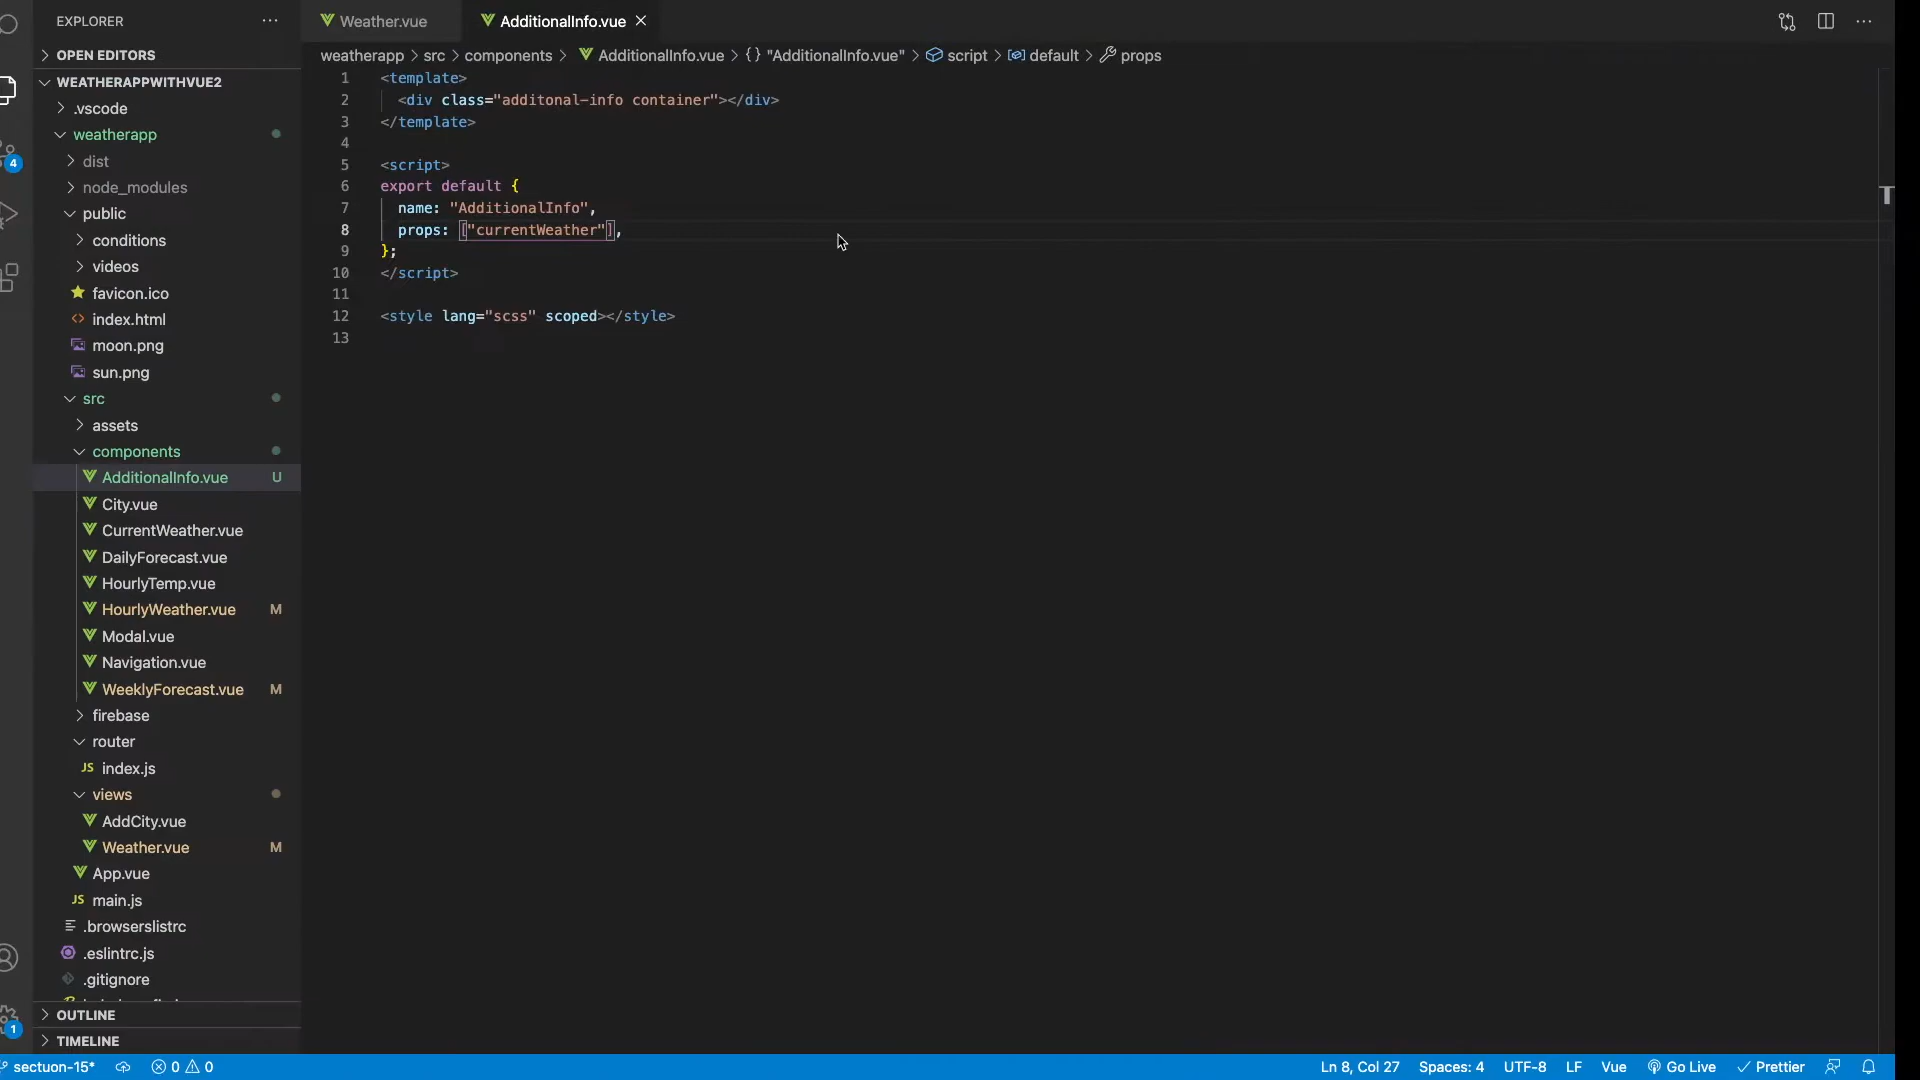 EXPLORER
Weather.vue
AdditionalInfo.vue
OPEN EDITORS
WEATHERAPPWITHVUE2
.vscode
weatherapp
dist
node_modules
public
conditions
videos
favicon.ico
index.html
moon.png
sun.png
src
assets
components
AdditionalInfo.vue U
City.vue
CurrentWeather.vue
DailyForecast.vue
HourlyTemp.vue
HourlyWeather.vue M
Modal.vue
Navigation.vue
WeeklyForecast.vue M
firebase
router
JS index.js
views
AddCity.vue
Weather.vue M
App.vue
JS main.js
.browserslistrc
.eslintrc.js
.gitignore
OUTLINE
TIMELINE
4
1
weatherapp > src > components > AdditionalInfo.vue > {} "AdditionalInfo.vue" > script > default > props
1 <template>
2 <div class="additonal-info container"></div>
3 </template>
4
5 <script>
6 export default {
7 name: "AdditionalInfo",
8 props: ["currentWeather"],
9 };
10 </script>
11
12 <style lang="scss" scoped></style>
13
sectuon-15* 0 0 Ln 8, Col 27 Spaces: 4 UTF-8 LF Vue Go Live Prettier